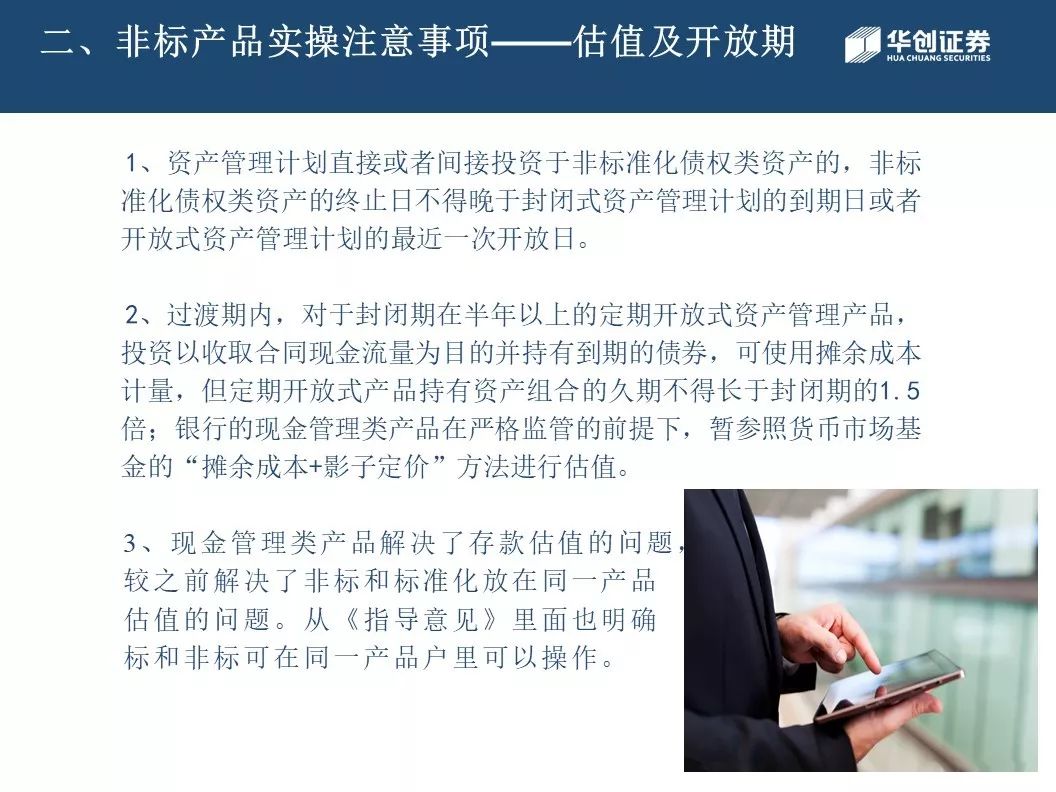 二、非标产品实操注意事项——估值及开放期
华创证券
HUA CHUANG SECURITIES
1、资产管理计划直接或者间接投资于非标准化债权类资产的，非标
准化债权类资产的终止日不得晚于封闭式资产管理计划的到期日或者
开放式资产管理计划的最近一次开放日。
2、过渡期内，对于封闭期在半年以上的定期开放式资产管理产品，
投资以收取合同现金流量为目的并持有到期的债券，可使用摊余成本
计量，但定期开放式产品持有资产组合的久期不得长于封闭期的1.5
倍；银行的现金管理类产品在严格监管的前提下，暂参照货币市场基
金的“摊余成本+影子定价”方法进行估值。
3、现金管理类产品解决了存款估值的问题，
较之前解决了非标和标准化放在同一产品
估值的问题。从《指导意见》里面也明确
标和非标可在同一产品户里可以操作。